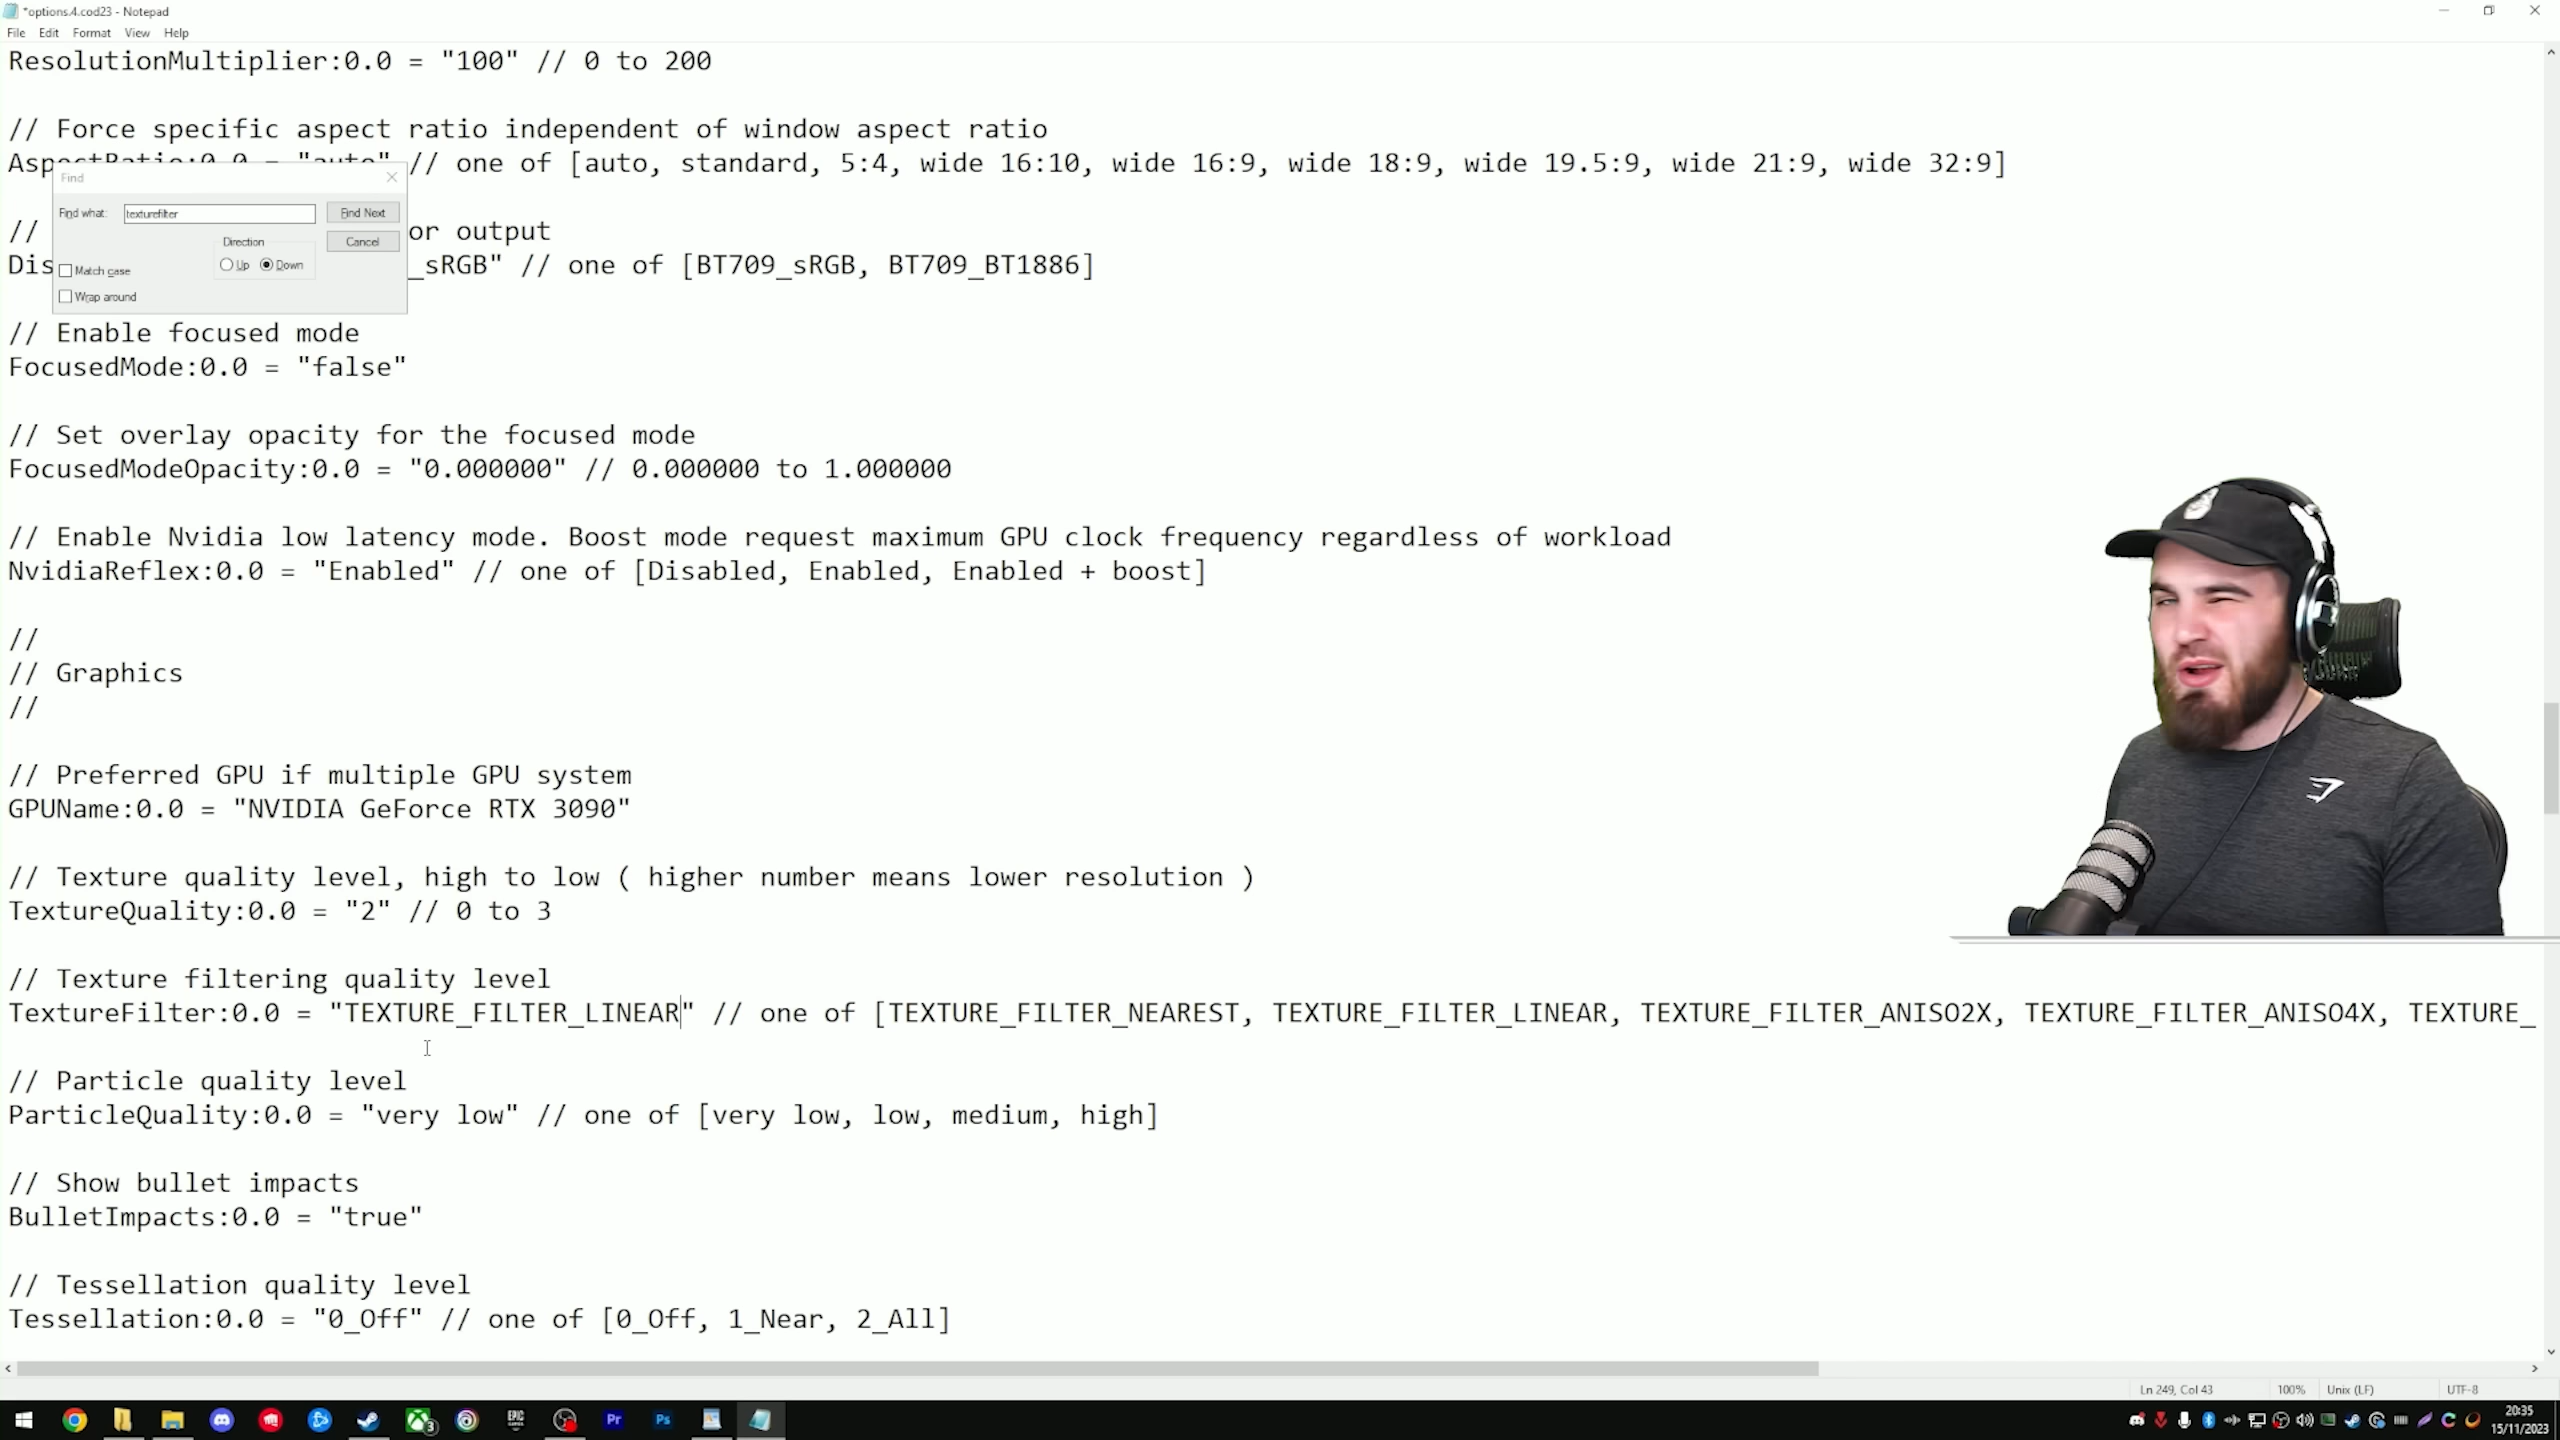 *options.4.cod23 - Notepad
File Edit Format View Help
ResolutionMultiplier:0.0 = "100" // 0 to 200
// Force specific aspect ratio independent of window aspect ratio
AspectRatio:0.0 = "auto" // one of [auto, standard, 5:4, wide 16:10, wide 16:9, wide 18:9, wide 19.5:9, wide 21:9, wide 32:9]
Find
Find what: texturefilter Find Next
// or output
Direction Cancel
Dis _sRGB" // one of [BT709_sRGB, BT709_BT1886]
Match case Up Down
Wrap around
// Enable focused mode
FocusedMode:0.0 = "false"
// Set overlay opacity for the focused mode
FocusedModeOpacity:0.0 = "0.000000" // 0.000000 to 1.000000
// Enable Nvidia low latency mode. Boost mode request maximum GPU clock frequency regardless of workload
NvidiaReflex:0.0 = "Enabled" // one of [Disabled, Enabled, Enabled + boost]
//
// Graphics
//
// Preferred GPU if multiple GPU system
GPUName:0.0 = "NVIDIA GeForce RTX 3090"
// Texture quality level, high to low ( higher number means lower resolution )
TextureQuality:0.0 = "2" // 0 to 3
// Texture filtering quality level
TextureFilter:0.0 = "TEXTURE_FILTER_LINEAR" // one of [TEXTURE_FILTER_NEAREST, TEXTURE_FILTER_LINEAR, TEXTURE_FILTER_ANISO2X, TEXTURE_FILTER_ANISO4X, TEXTURE_
// Particle quality level
ParticleQuality:0.0 = "very low" // one of [very low, low, medium, high]
// Show bullet impacts
BulletImpacts:0.0 = "true"
// Tessellation quality level
Tessellation:0.0 = "0_Off" // one of [0_Off, 1_Near, 2_All]
Ln 249, Col 43 100% Unix (LF) UTF-8
3 EPIC GAMES Pr Ps
20:35
15/11/2023